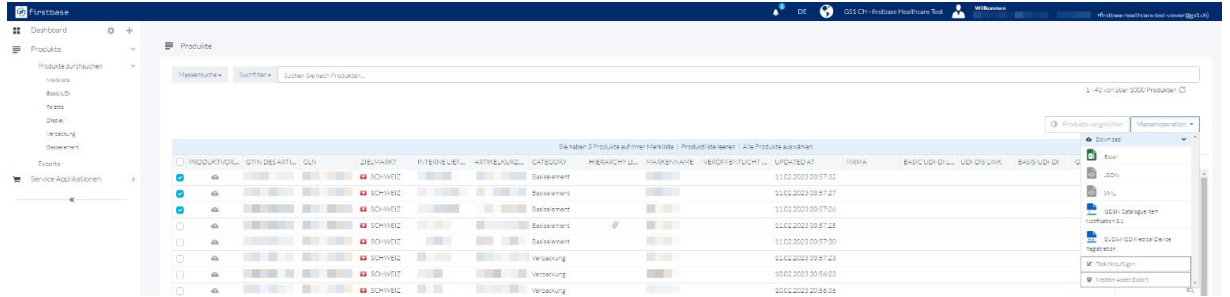 firstbase
DE
GS1 CH - firstbase Healthcare Test
Willkommen
Dashboard
Produkte
Produkte durchsuchen
Merkliste
Basic UDI
Palette
Display
Verpackung
Basiselement
Exporte
Service Applikationen
Produkte
Massensuche
Suchfilter
Suchen Sie nach Produkten...
1 - 40 von über 1000 Produkten
Produkte vergleichen
Massenoperation
Sie haben 3 Produkte auf Ihrer Merkliste | Produktliste leeren | Alle Produkte auswählen
PRODUKTVOR... GTIN DES ARTI... GLN ZIELMARKT INTERNE LIEF... ARTIKELKURZ... CATEGORY HIERARCHY U... MARKENNAME VERÖFFENTLICHT ... UPDATED AT FIRMA BASIC UDI-DI ... UDI-DIS LINK BASIS-UDI-DI
SCHWEIZ Basiselement 11.02.2023 03:57:32
SCHWEIZ Basiselement 11.02.2023 03:57:27
SCHWEIZ Basiselement 11.02.2023 03:57:26
SCHWEIZ Basiselement 11.02.2023 03:57:25
SCHWEIZ Basiselement 11.02.2023 03:57:30
SCHWEIZ Verpackung 11.02.2023 03:57:23
SCHWEIZ Verpackung 10.02.2023 20:56:23
SCHWEIZ Verpackung 10.02.2023 20:56:36
Download
Excel
JSON
XML
GDSN Catalogue Item
Notification 3.1
EUDAMED Medical Device
Registration
Task hinzufügen
Medien Asset Export